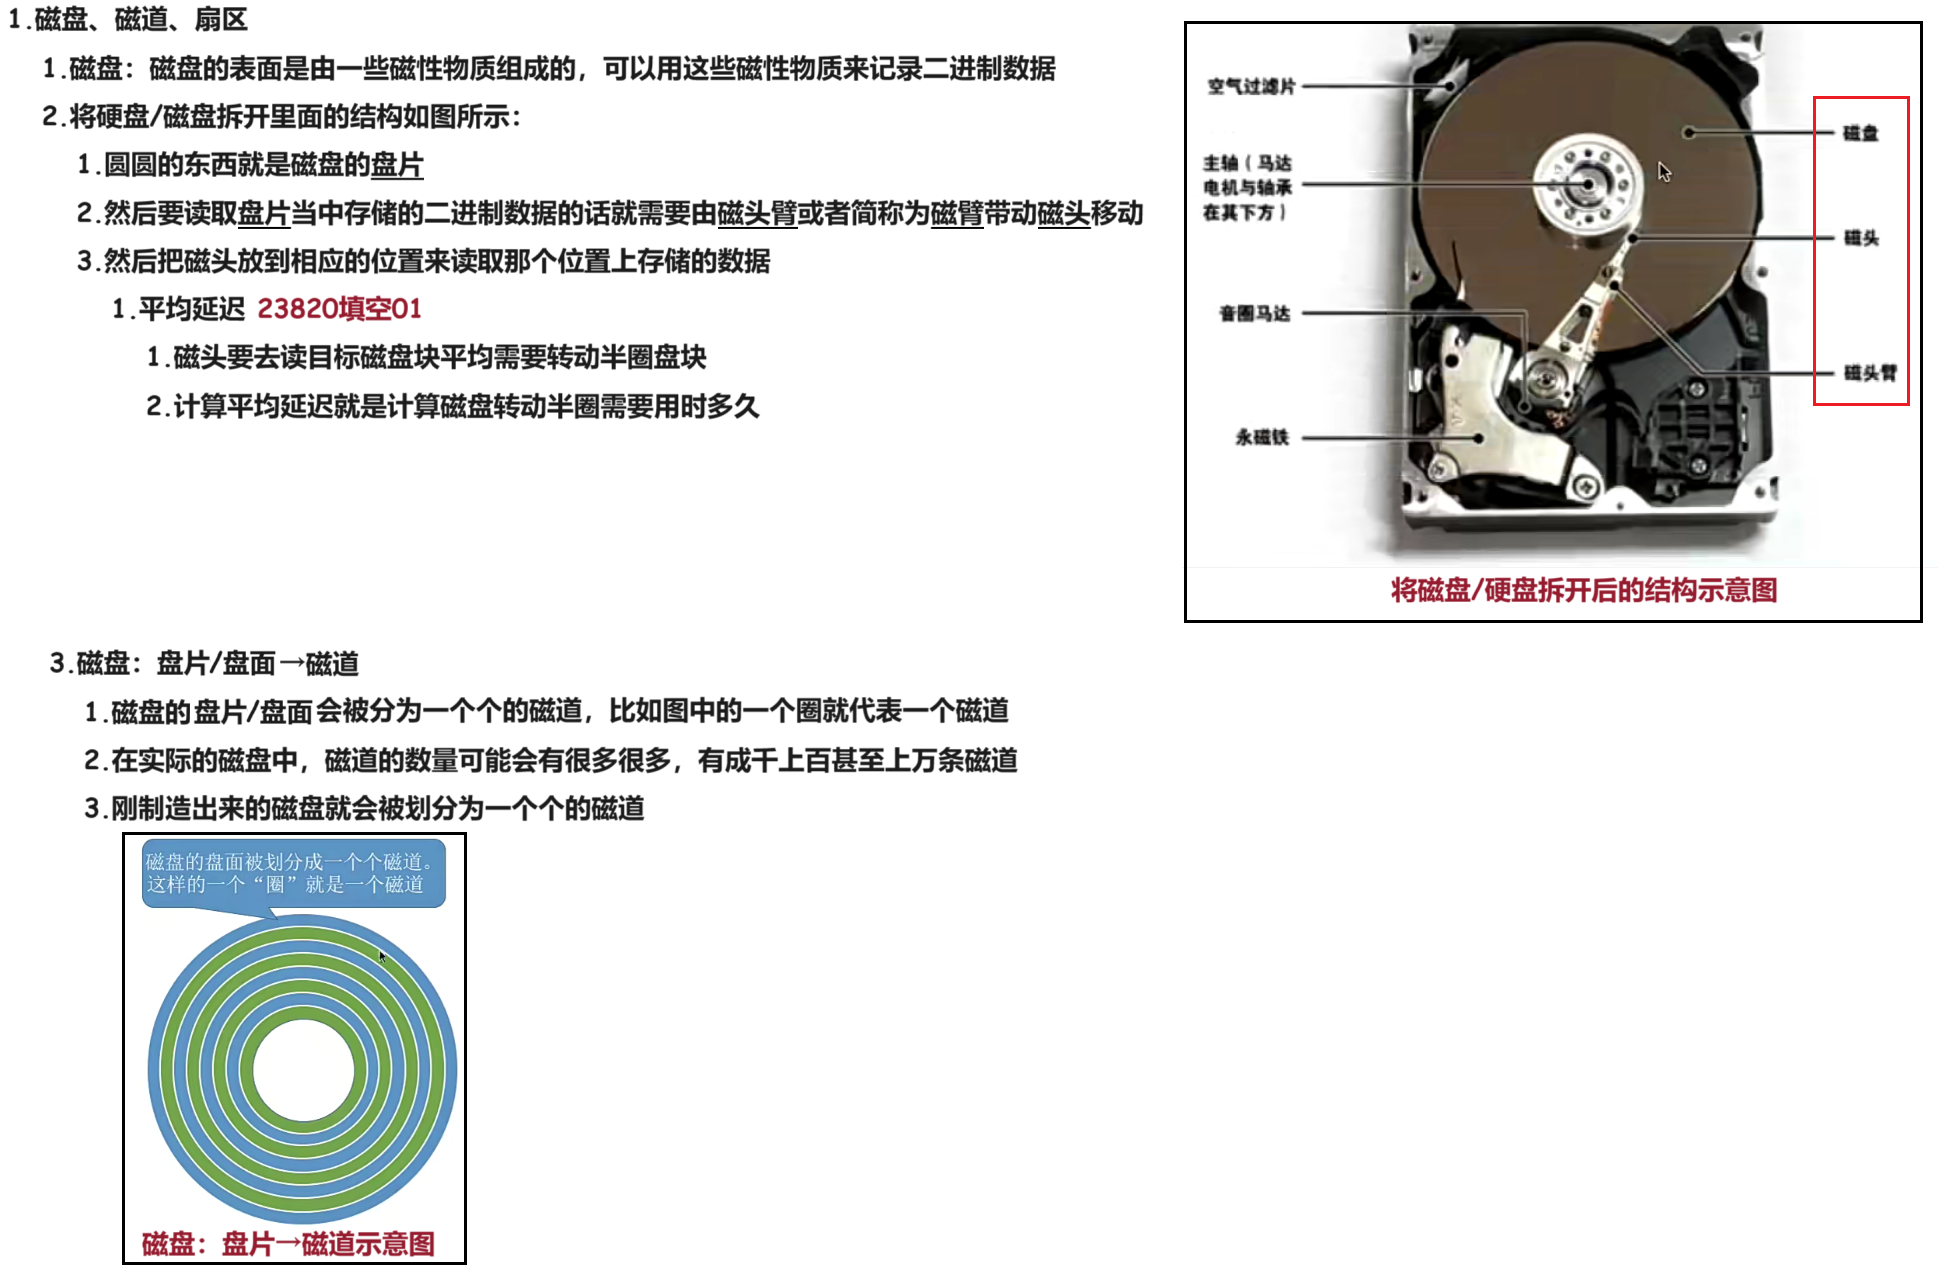 1.磁盘、磁道、扇区
1.磁盘：磁盘的表面是由一些磁性物质组成的，可以用这些磁性物质来记录二进制数据
2.将硬盘/磁盘拆开里面的结构如图所示：
1.圆圆的东西就是磁盘的盘片
2.然后要读取盘片当中存储的二进制数据的话就需要由磁头臂或者简称为磁臂带动磁头移动
3.然后把磁头放到相应的位置来读取那个位置上存储的数据
1.平均延迟 23820填空01
1.磁头要去读目标磁盘块平均需要转动半圈盘块
2.计算平均延迟就是计算磁盘转动半圈需要用时多久
空气过滤片
主轴（马达
电机与轴承
在其下方）
音圈马达
永磁铁
磁盘
磁头
磁头臂
将磁盘/硬盘拆开后的结构示意图
3.磁盘：盘片/盘面→磁道
1.磁盘的盘片/盘面会被分为一个个的磁道，比如图中的一个圈就代表一个磁道
2.在实际的磁盘中，磁道的数量可能会有很多很多，有成千上百甚至上万条磁道
3.刚制造出来的磁盘就会被划分为一个个的磁道
磁盘的盘面被划分成一个个磁道。
这样的一个“圈”就是一个磁道
磁盘：盘片→磁道示意图